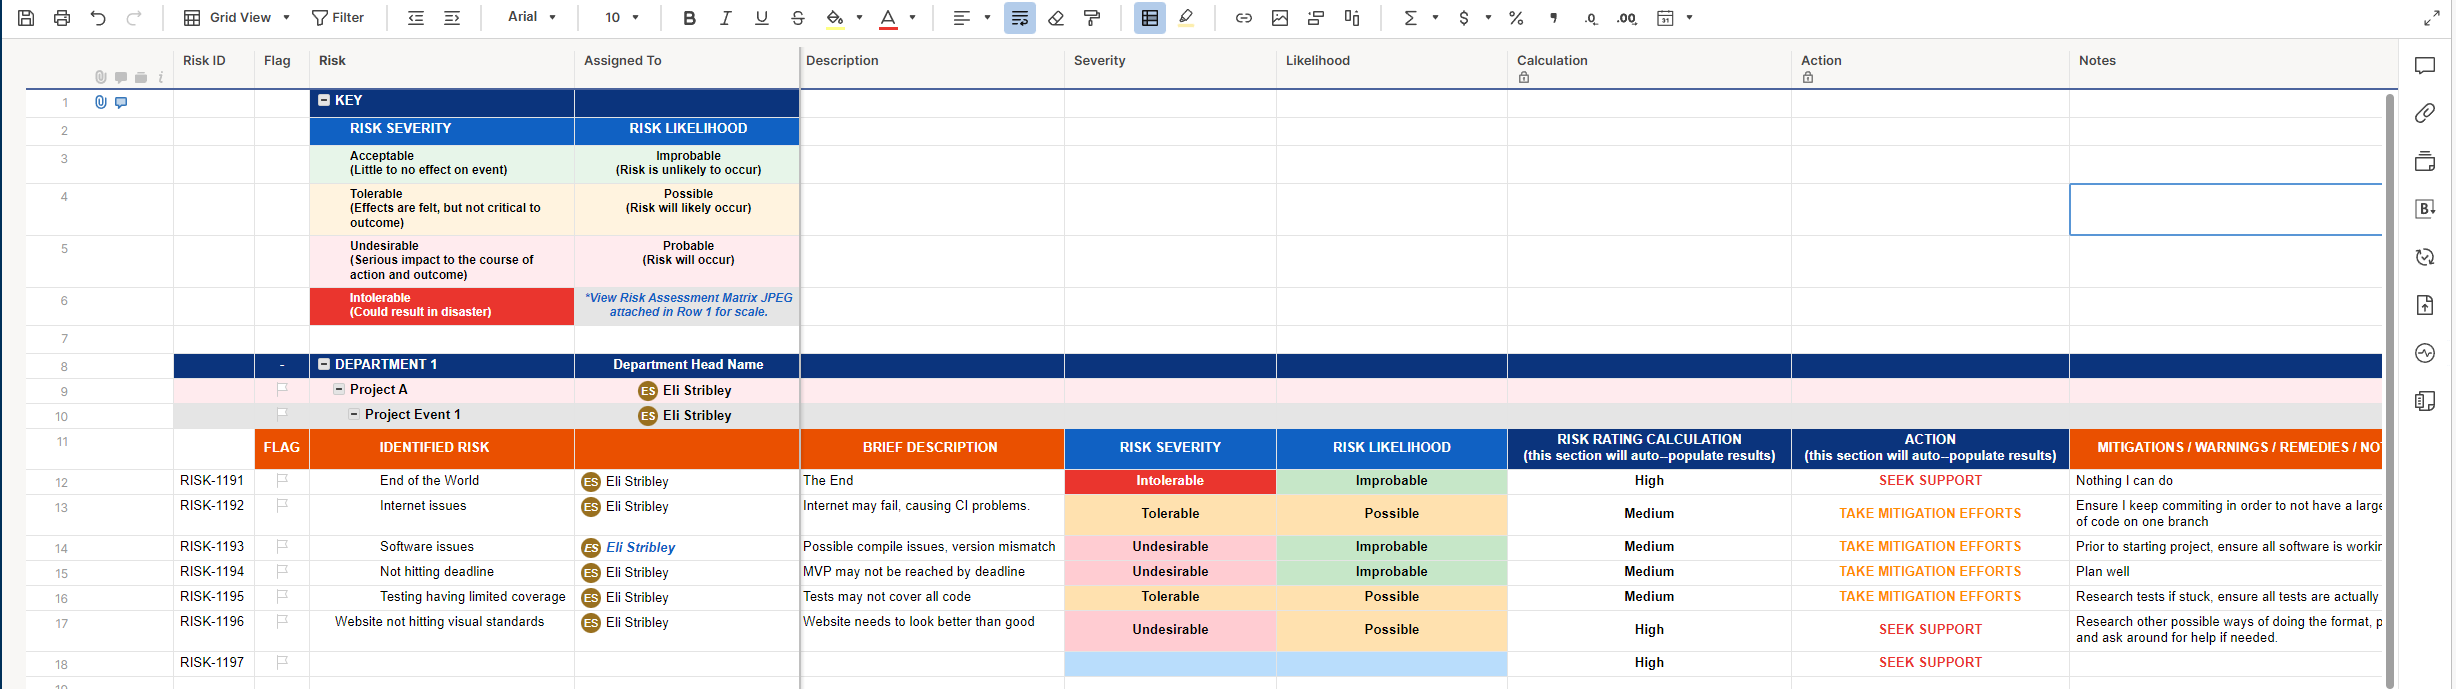 Grid View Filter Arial 10 B I U S A Σ $ % , .0 .00 31
Risk ID Flag Risk Assigned To Description Severity Likelihood Calculation Action Notes
1 KEY
2 RISK SEVERITY RISK LIKELIHOOD
3 Acceptable Improbable
(Little to no effect on event) (Risk is unlikely to occur)
4 Tolerable Possible
(Effects are felt, but not critical to (Risk will likely occur)
outcome)
5 Undesirable Probable
(Serious impact to the course of (Risk will occur)
action and outcome)
6 Intolerable *View Risk Assessment Matrix JPEG
(Could result in disaster) attached in Row 1 for scale.
7
8 - DEPARTMENT 1 Department Head Name
9 Project A ES Eli Stribley
10 Project Event 1 ES Eli Stribley
11 FLAG IDENTIFIED RISK BRIEF DESCRIPTION RISK SEVERITY RISK LIKELIHOOD RISK RATING CALCULATION ACTION MITIGATIONS / WARNINGS / REMEDIES / NO
(this section will auto–populate results) (this section will auto–populate results)
12 RISK-1191 End of the World ES Eli Stribley The End Intolerable Improbable High SEEK SUPPORT Nothing I can do
13 RISK-1192 Internet issues ES Eli Stribley Internet may fail, causing CI problems. Tolerable Possible Medium TAKE MITIGATION EFFORTS Ensure I keep commiting in order to not have a large
of code on one branch
14 RISK-1193 Software issues ES Eli Stribley Possible compile issues, version mismatch Undesirable Improbable Medium TAKE MITIGATION EFFORTS Prior to starting project, ensure all software is workin
15 RISK-1194 Not hitting deadline ES Eli Stribley MVP may not be reached by deadline Undesirable Improbable Medium TAKE MITIGATION EFFORTS Plan well
16 RISK-1195 Testing having limited coverage ES Eli Stribley Tests may not cover all code Tolerable Possible Medium TAKE MITIGATION EFFORTS Research tests if stuck, ensure all tests are actually
17 RISK-1196 Website not hitting visual standards ES Eli Stribley Website needs to look better than good Undesirable Possible High SEEK SUPPORT Research other possible ways of doing the format, p
and ask around for help if needed.
18 RISK-1197 High SEEK SUPPORT